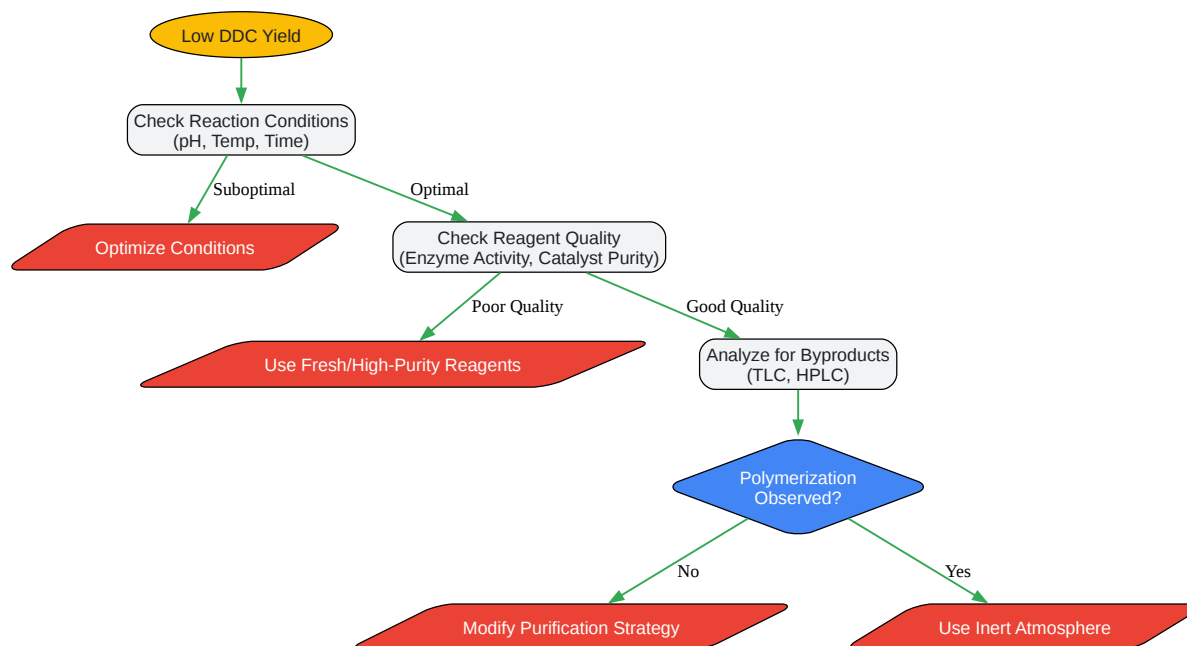 Low DDC Yield
Check Reaction Conditions
(pH, Temp, Time)
Suboptimal
Optimal
Optimize Conditions
Check Reagent Quality
(Enzyme Activity, Catalyst Purity)
Poor Quality
Good Quality
Use Fresh/High-Purity Reagents
Analyze for Byproducts
(TLC, HPLC)
Polymerization
Observed?
No
Yes
Modify Purification Strategy
Use Inert Atmosphere